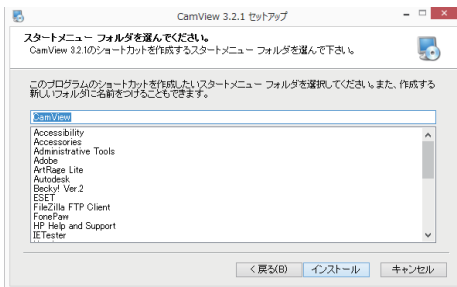 CamView 3.2.1 セットアップ
スタートメニュー フォルダを選んでください。
CamView 3.2.1のショートカットを作成するスタートメニュー フォルダを選んで下さい。
このプログラムのショートカットを作成したいスタートメニュー フォルダを選択してください。また、作成する
新しいフォルダに名前をつけることもできます。
CamView
Accessibility
Accessories
Administrative Tools
Adobe
ArtRage Lite
Autodesk
Becky! Ver.2
ESET
FileZilla FTP Client
FonePaw
HP Help and Support
IETester
< 戻る(B)
インストール
キャンセル